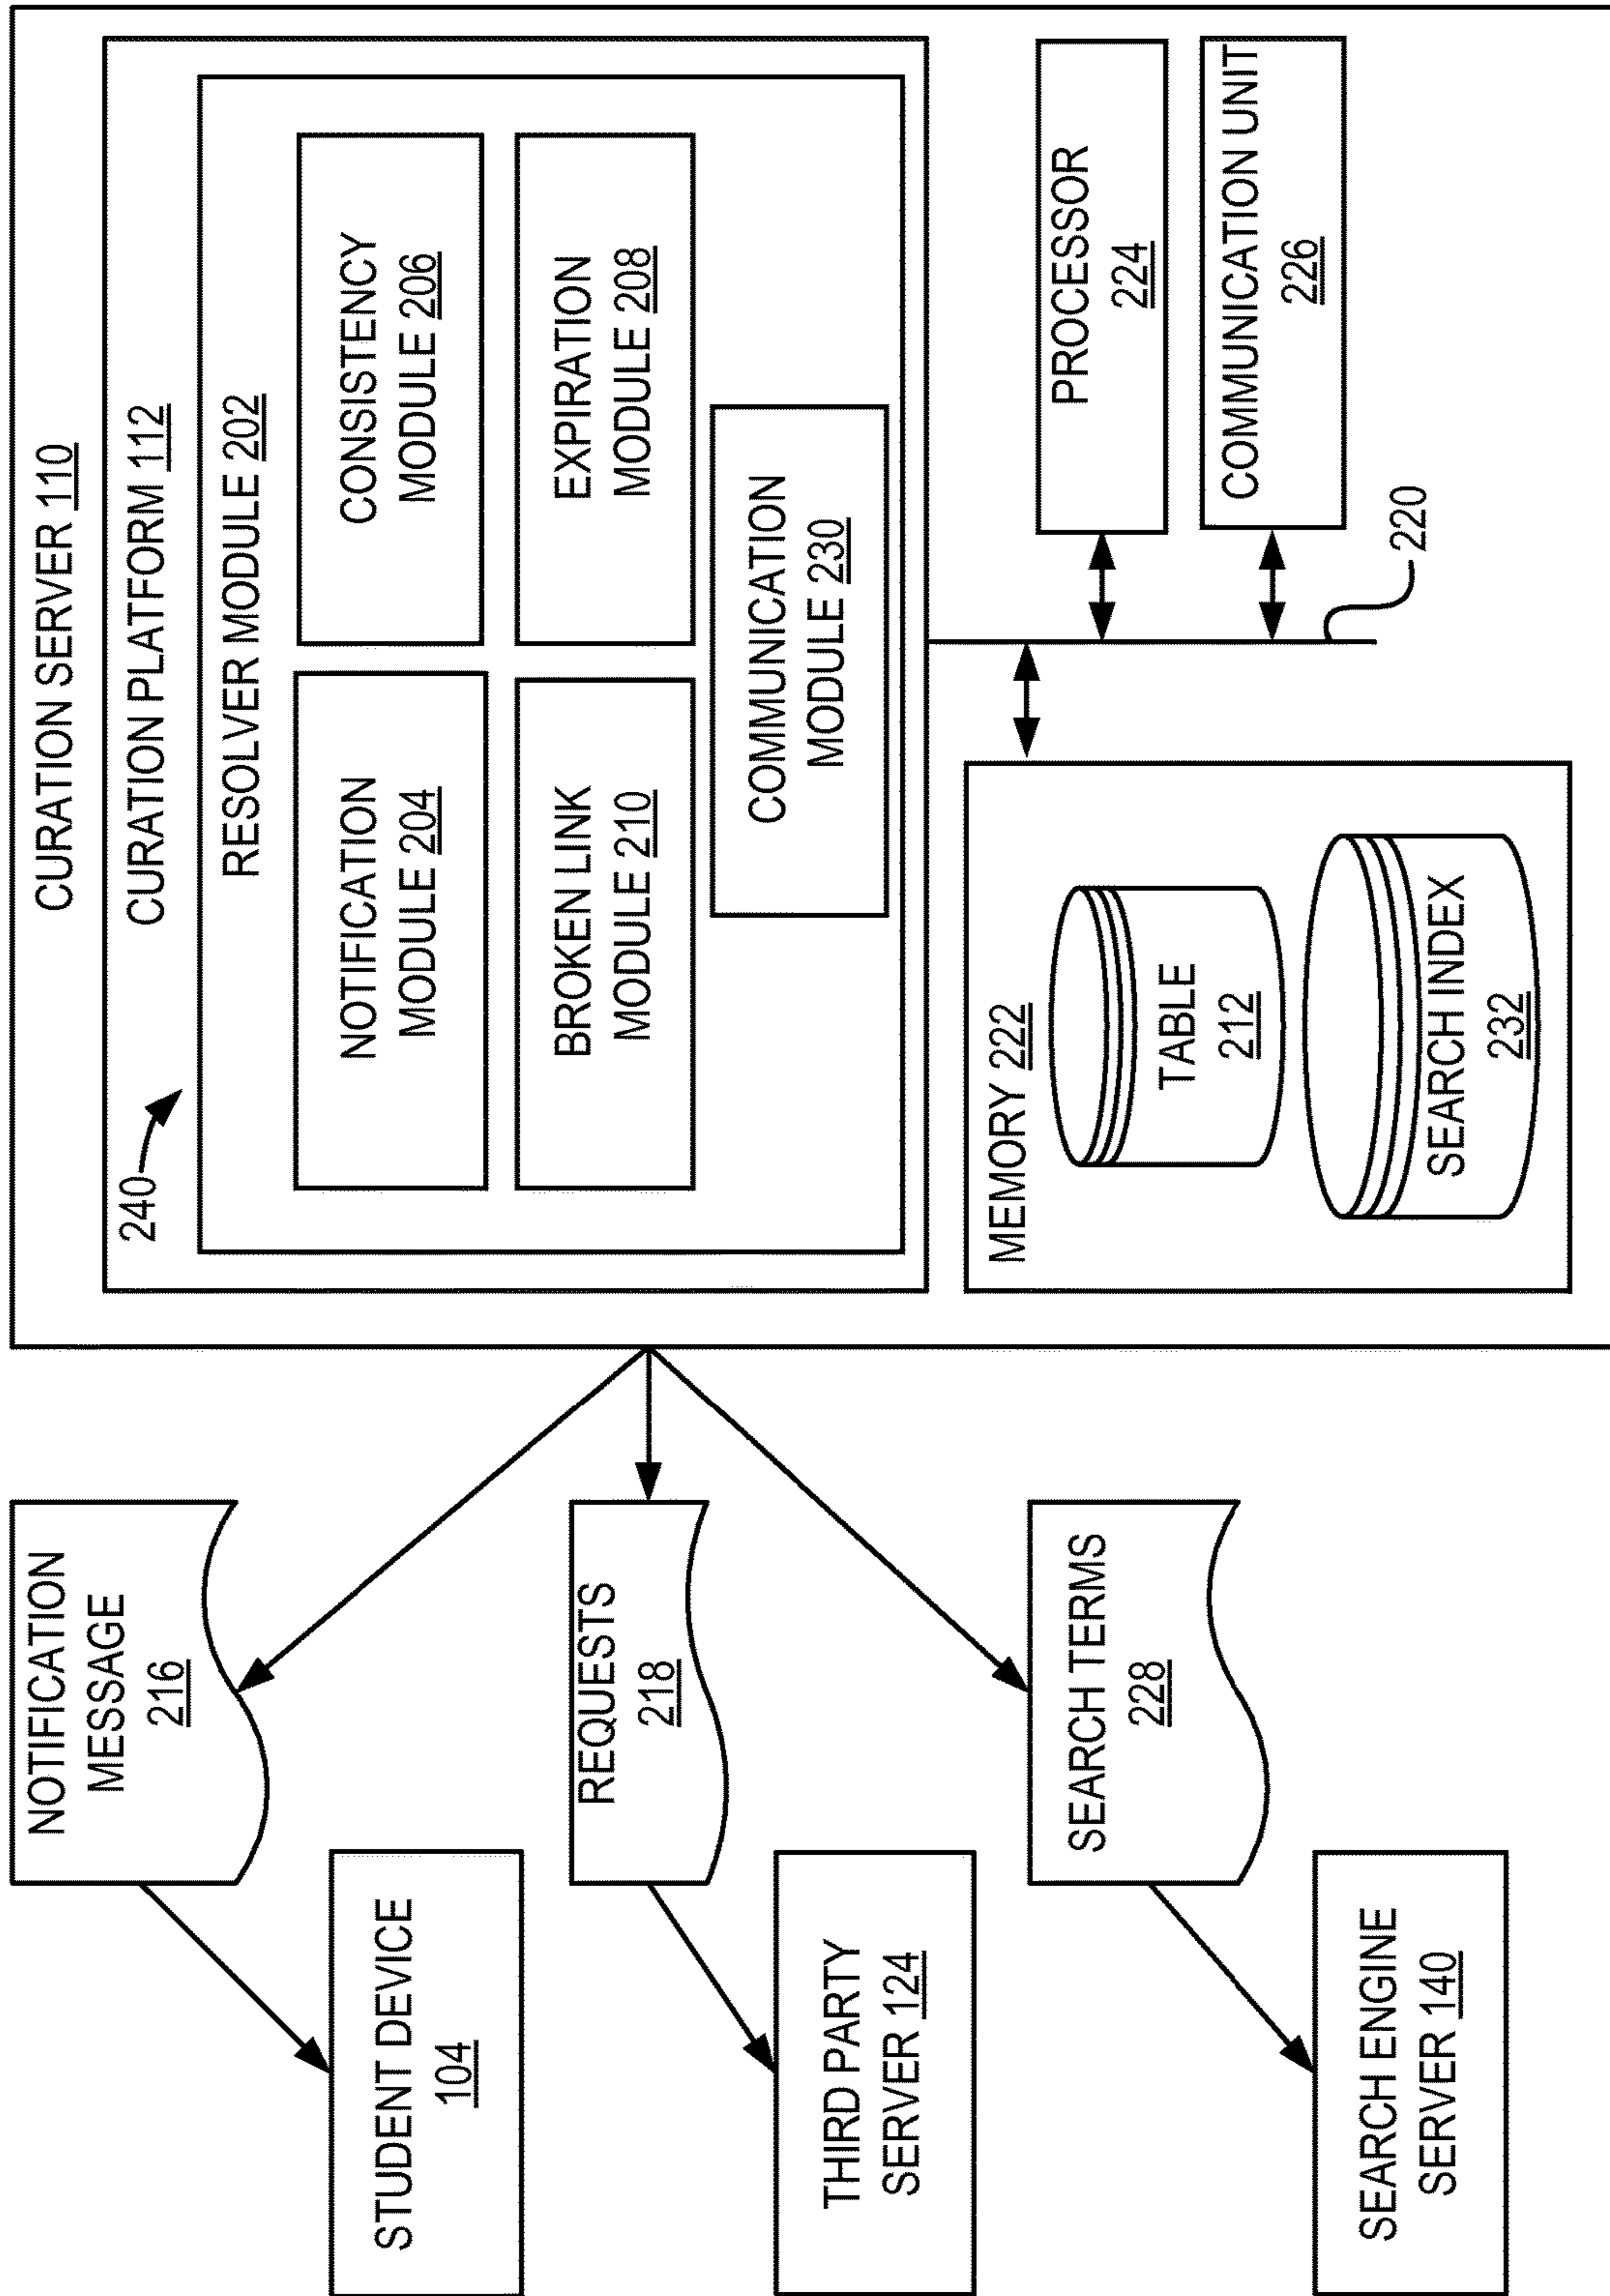 NOTIFICATION
MESSAGE
216
STUDENT DEVICE
104
REQUESTS
218
THIRD PARTY
SERVER 124
SEARCH TERMS
228
SEARCH ENGINE
SERVER 140
CURATION SERVER 110
CURATION PLATFORM 112
240
RESOLVER MODULE 202
NOTIFICATION
MODULE 204
CONSISTENCY
MODULE 206
BROKEN LINK
MODULE 210
EXPIRATION
MODULE 208
COMMUNICATION
MODULE 230
MEMORY 222
TABLE
212
SEARCH INDEX
232
PROCESSOR
224
COMMUNICATION UNIT
226
220